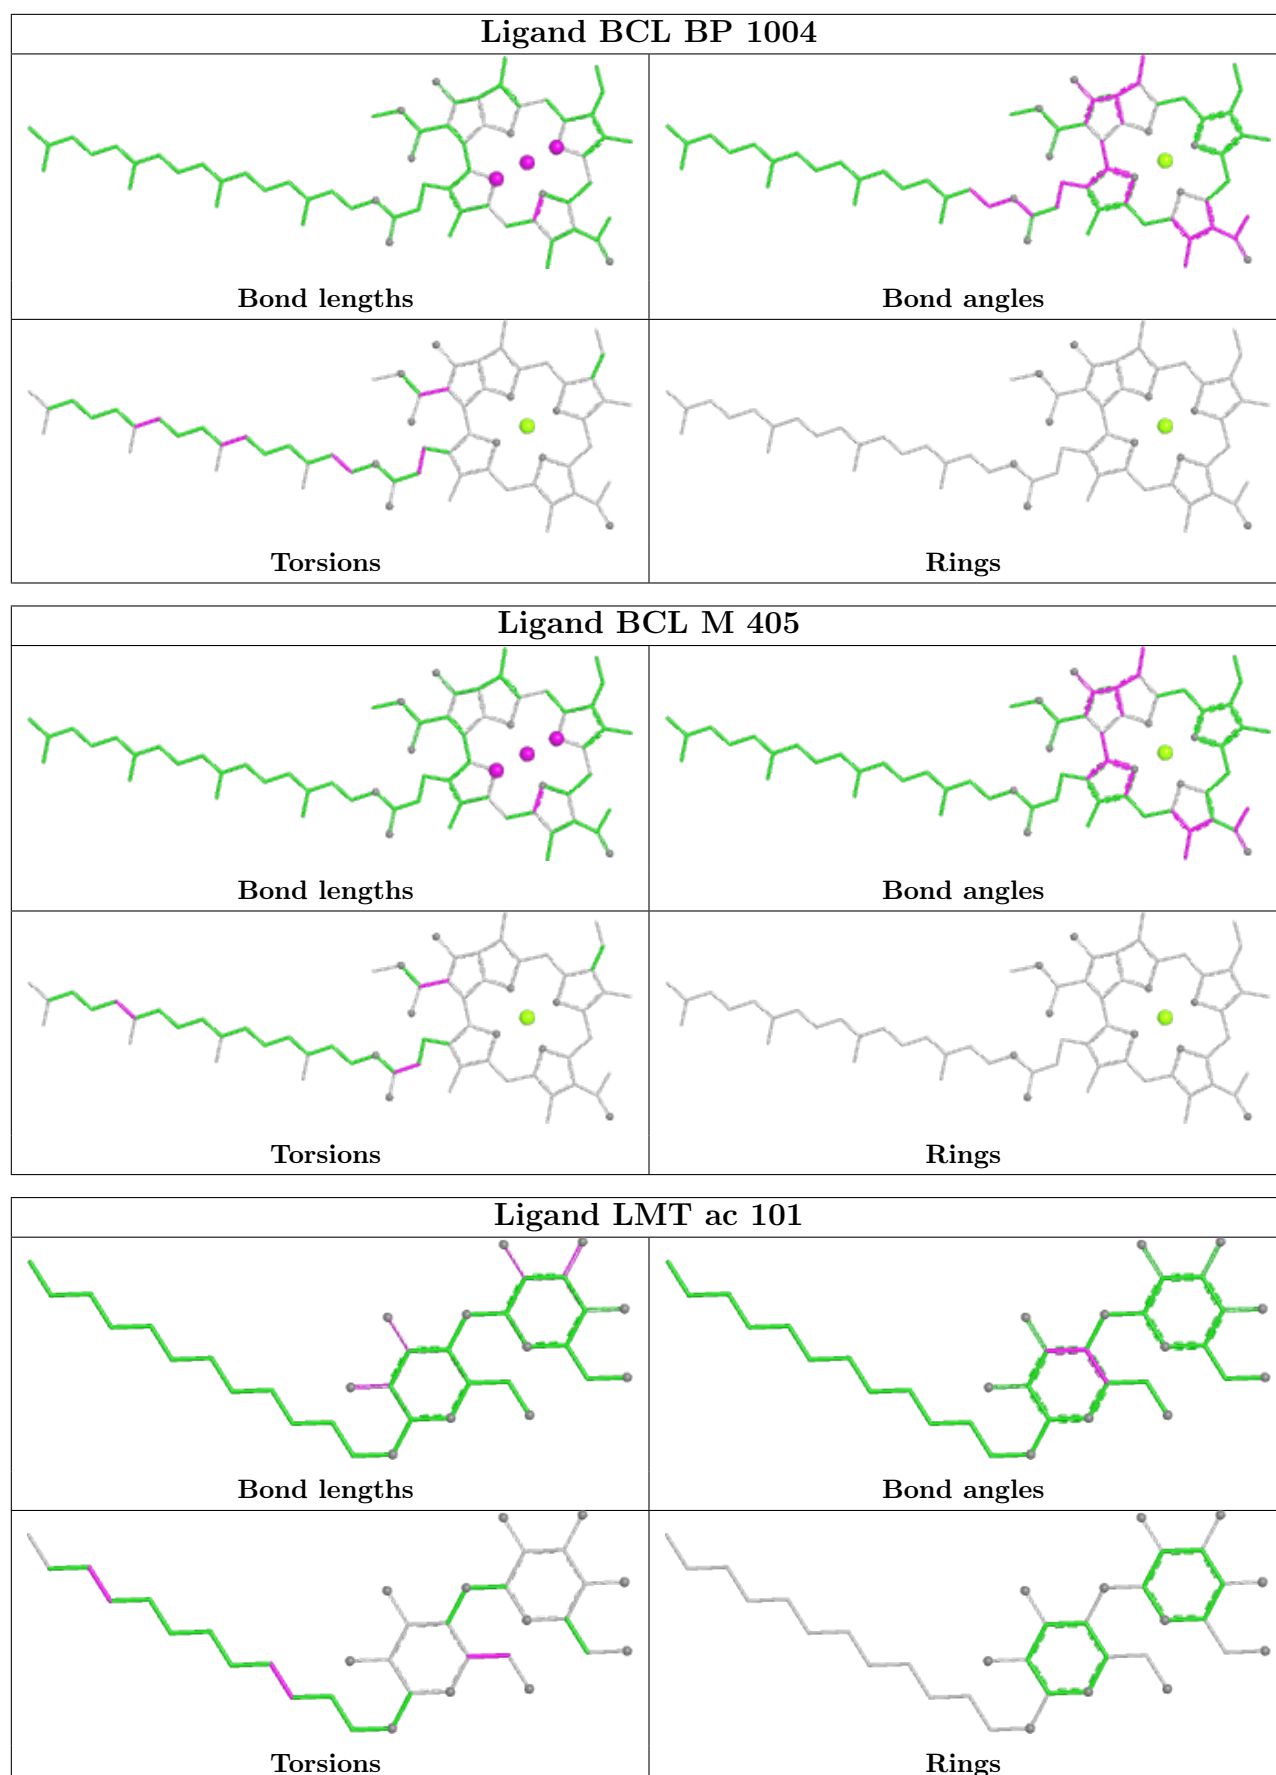 Ligand BCL BP 1004
Bond lengths
Bond angles
Torsions
Rings
Ligand BCL M 405
Bond lengths
Bond angles
Torsions
Rings
Ligand LMT ac 101
Bond lengths
Bond angles
Torsions
Rings